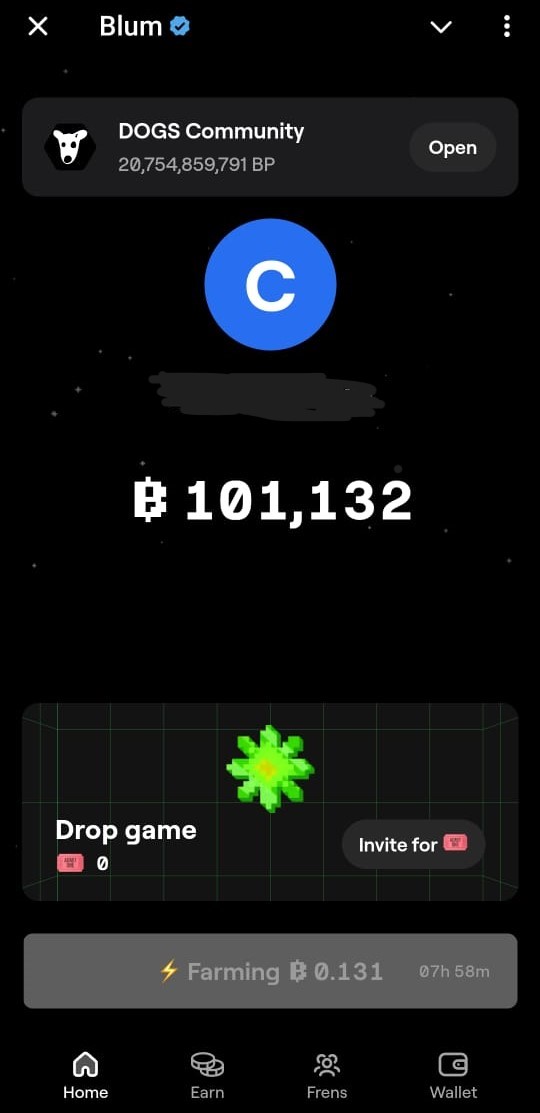 Blum
DOGS Community
20,754,859,791 BP
Open
C
101,132
Drop game
0
Invite for
Farming 0.131
07h 58m
Home
Earn
Frens
Wallet